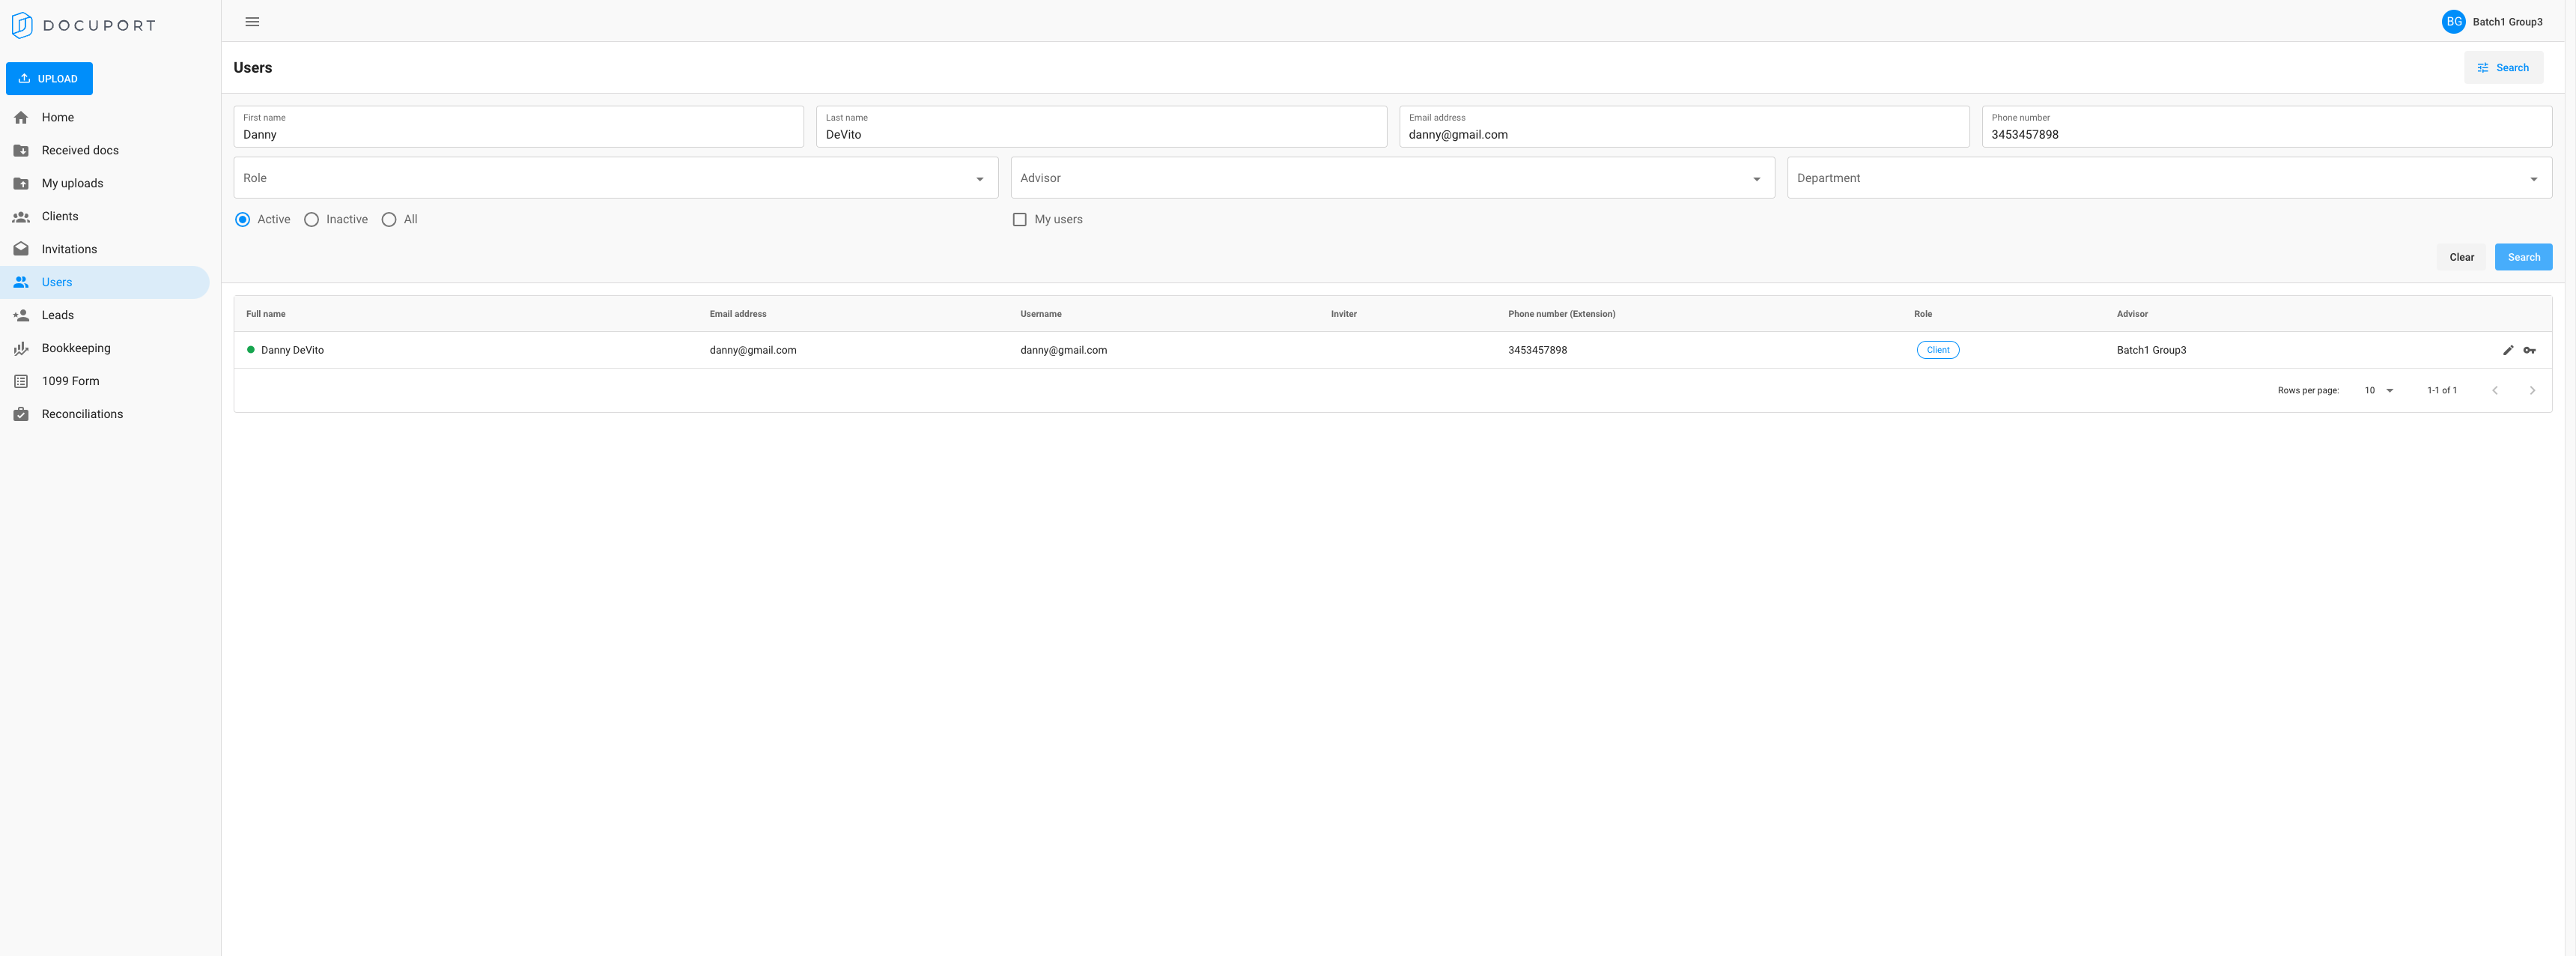 DOCUPORT
BG Batch1 Group3
UPLOAD
Home
Received docs
My uploads
Clients
Invitations
Users
Leads
Bookkeeping
1099 Form
Reconciliations
Users
Search
First name
Danny
Last name
DeVito
Email address
danny@gmail.com
Phone number
3453457898
Role
Advisor
Department
Active Inactive All
My users
Clear Search
Full name Email address Username Inviter Phone number (Extension) Role Advisor
Danny DeVito danny@gmail.com danny@gmail.com 3453457898 Client Batch1 Group3
Rows per page: 10 1-1 of 1